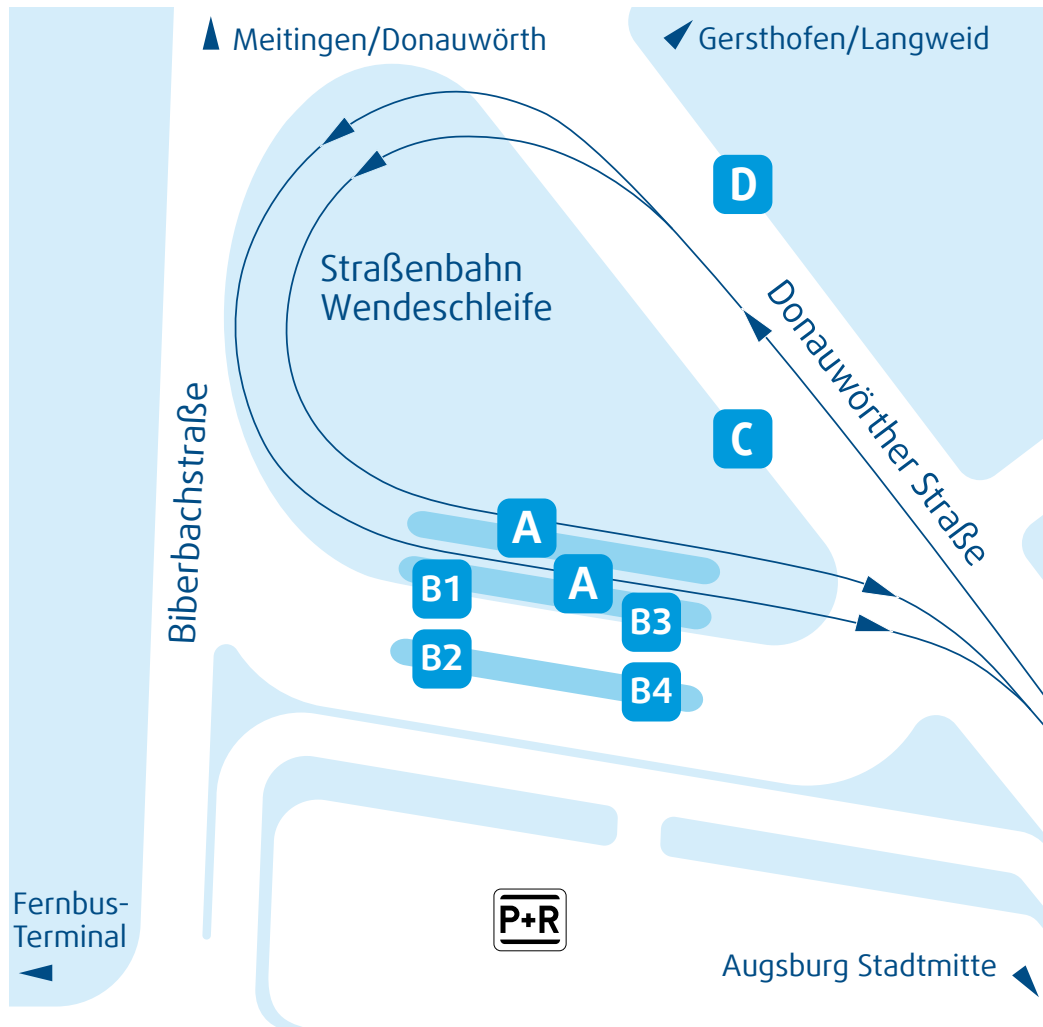 Meitingen/Donauwörth
Gersthofen/Langweid
D
Straßenbahn
Wendeschleife
Donauwörther Straße
Biberbachstraße
C
A
A
B1
B3
B2
B4
Fernbus-
Terminal
P+R
Augsburg Stadtmitte